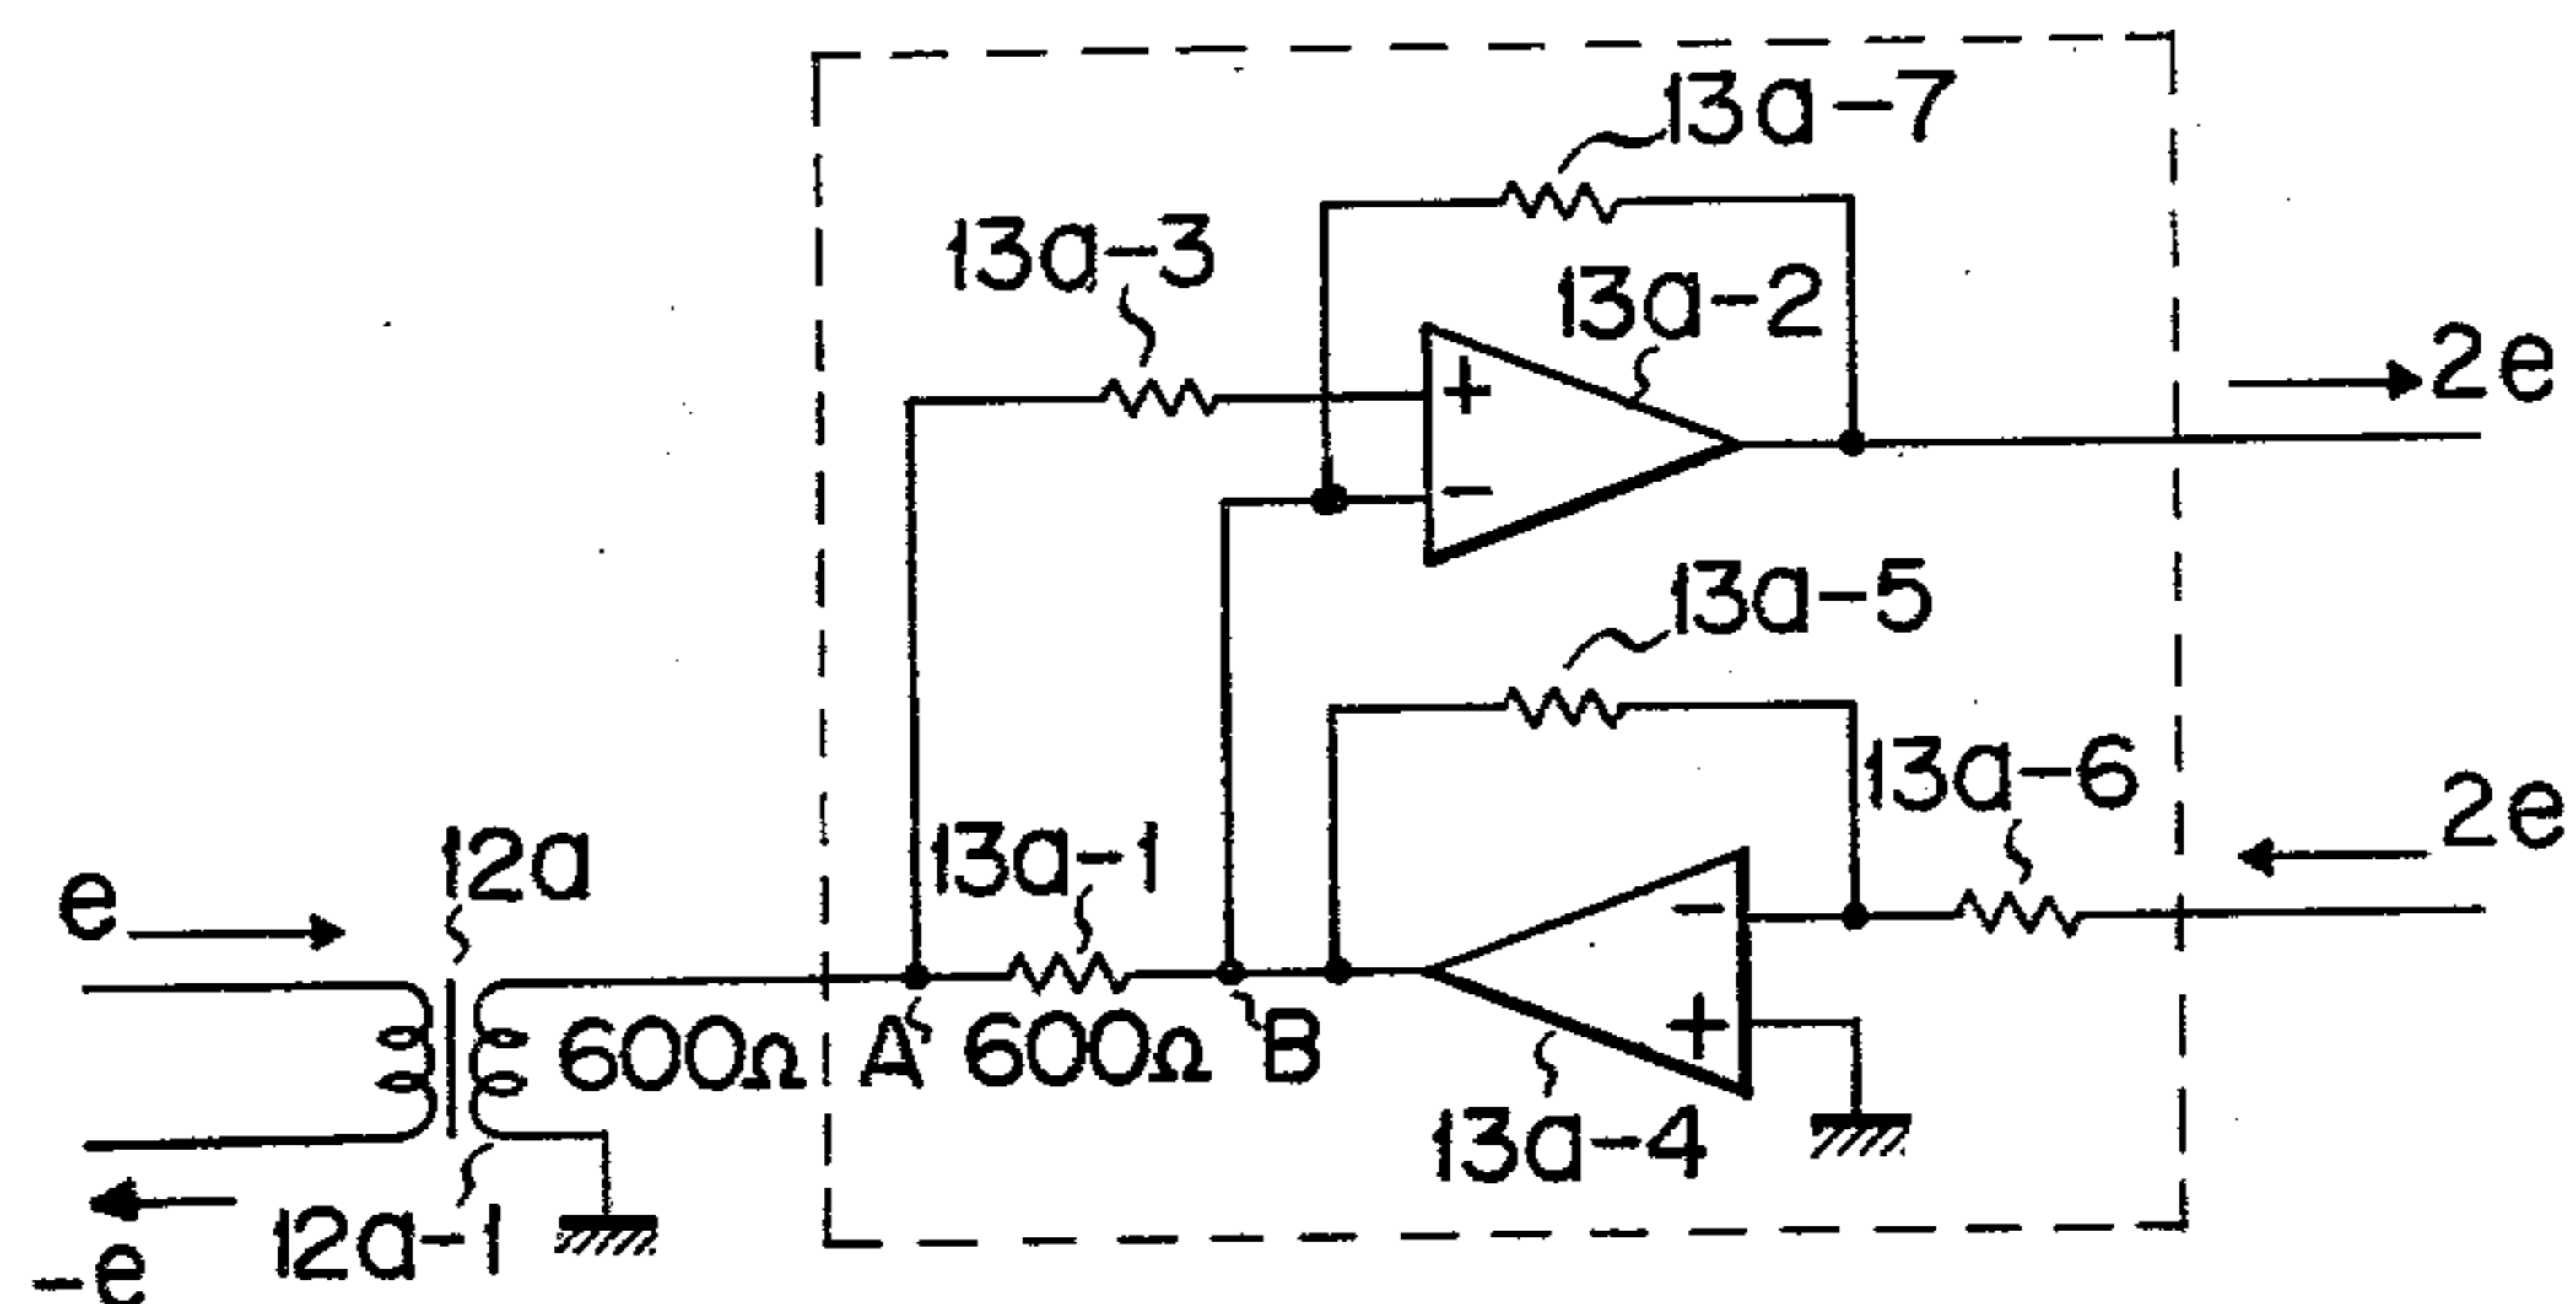 13a-7
13a-3
13a-2
2e
13a-5
13a-6
2e
12a
13a-1
e
600Ω A 600Ω B
13a-4
12a-1
-e
+
-
-
+